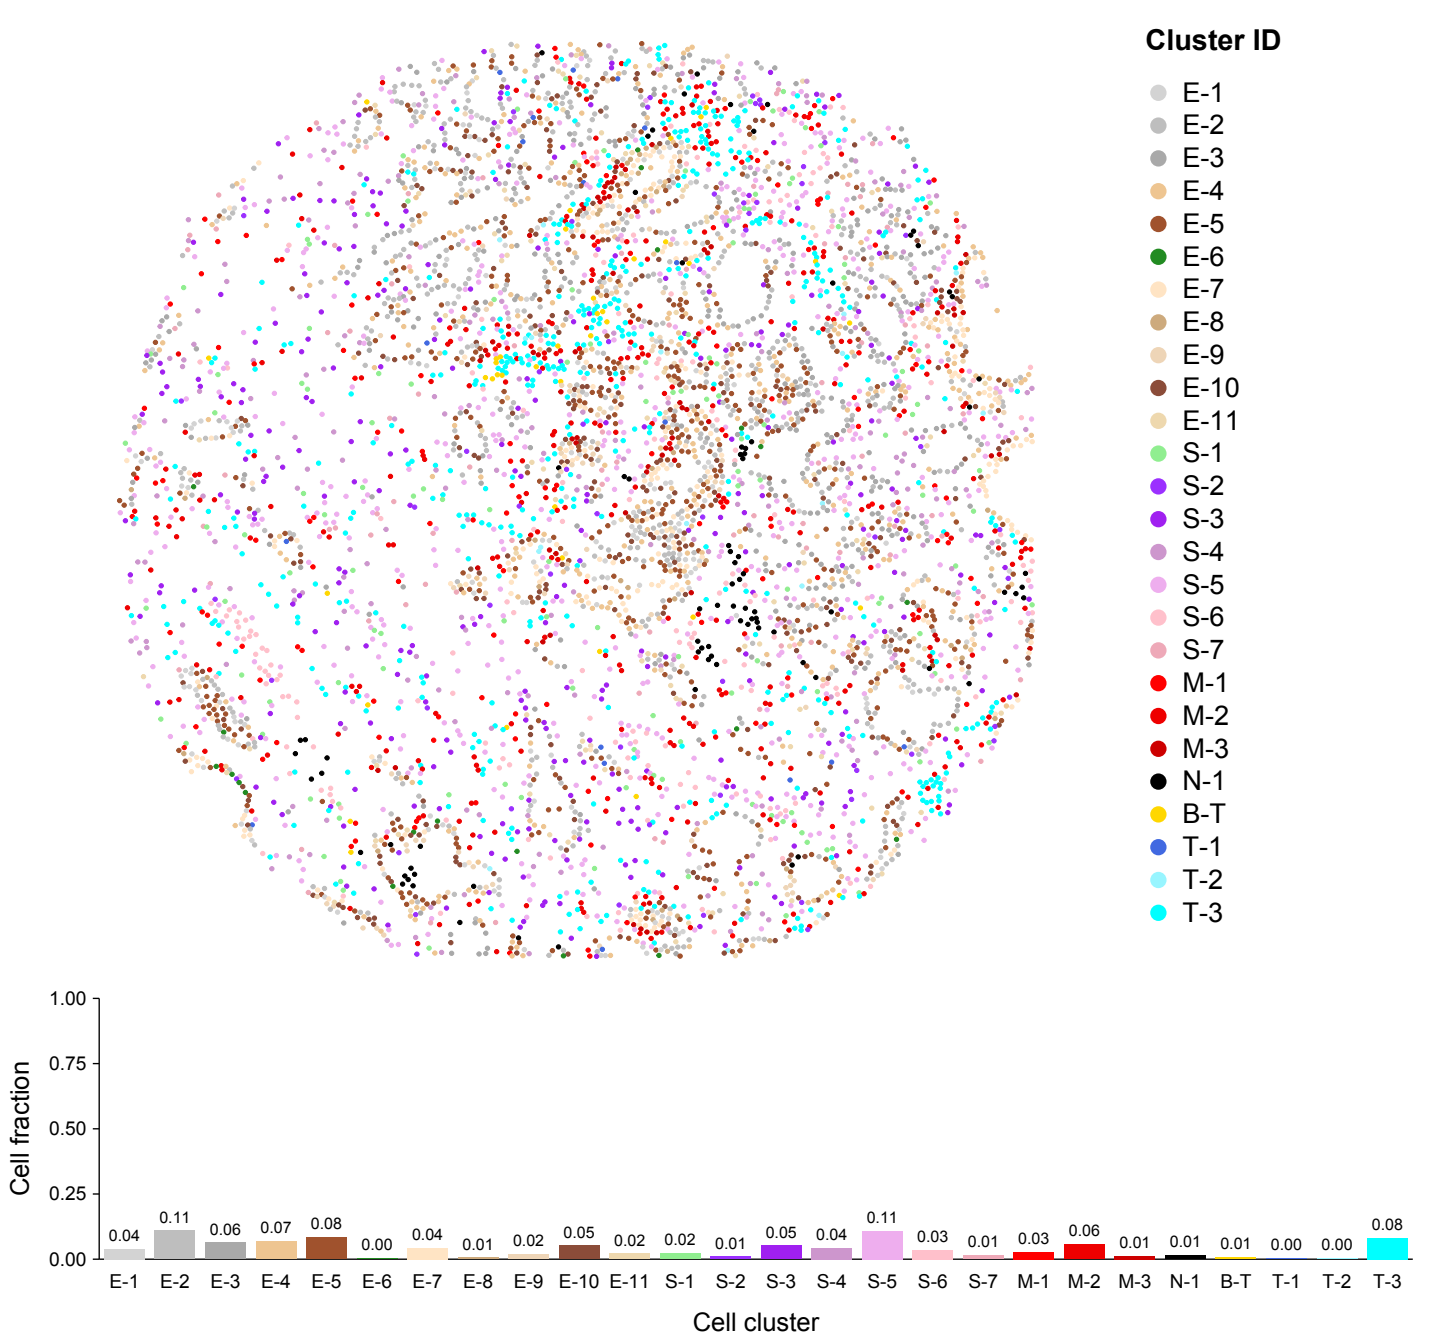 Cluster ID
E-1
E-2
E-3
E-4
E-5
E-6
E-7
E-8
E-9
E-10
E-11
S-1
S-2
S-3
S-4
S-5
S-6
S-7
M-1
M-2
M-3
N-1
B-T
T-1
T-2
T-3
1.00
0.75
0.50
0.25
0.00
Cell fraction
0.04 0.11 0.06 0.07 0.08 0.00 0.04 0.01 0.02 0.05 0.02 0.02 0.01 0.05 0.04 0.11 0.03 0.01 0.03 0.06 0.01 0.01 0.01 0.00 0.00 0.08
E-1 E-2 E-3 E-4 E-5 E-6 E-7 E-8 E-9 E-10 E-11 S-1 S-2 S-3 S-4 S-5 S-6 S-7 M-1 M-2 M-3 N-1 B-T T-1 T-2 T-3
Cell cluster